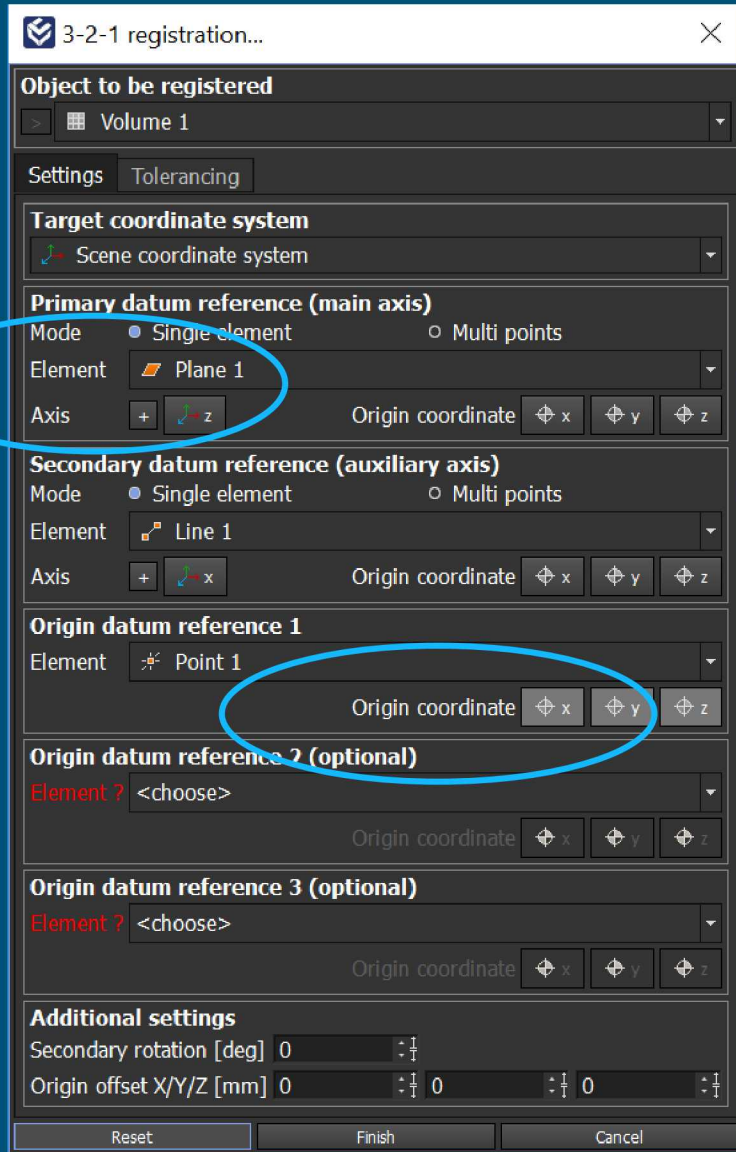 3-2-1 registration...
Object to be registered
> Volume 1
Settings Tolerancing
Target coordinate system
Scene coordinate system
Primary datum reference (main axis)
Mode Single element Multi points
Element Plane 1
Axis + z Origin coordinate x y z
Secondary datum reference (auxiliary axis)
Mode Single element Multi points
Element Line 1
Axis + x Origin coordinate x y z
Origin datum reference 1
Element Point 1
Origin coordinate x y z
Origin datum reference 2 (optional)
Element ? <choose>
Origin coordinate x y z
Origin datum reference 3 (optional)
Element ? <choose>
Origin coordinate x y z
Additional settings
Secondary rotation [deg] 0
Origin offset X/Y/Z [mm] 0 0 0
Reset Finish Cancel